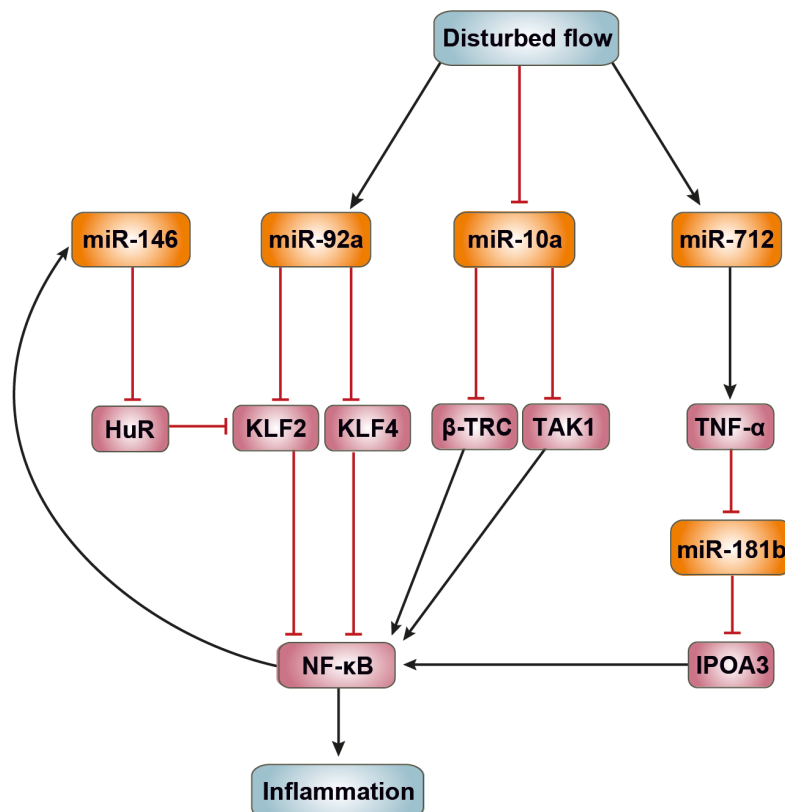 Disturbed flow
miR-146
miR-92a
miR-10a
miR-712
HuR
KLF2
KLF4
β-TRC
TAK1
TNF-α
miR-181b
NF-κB
IPOA3
Inflammation